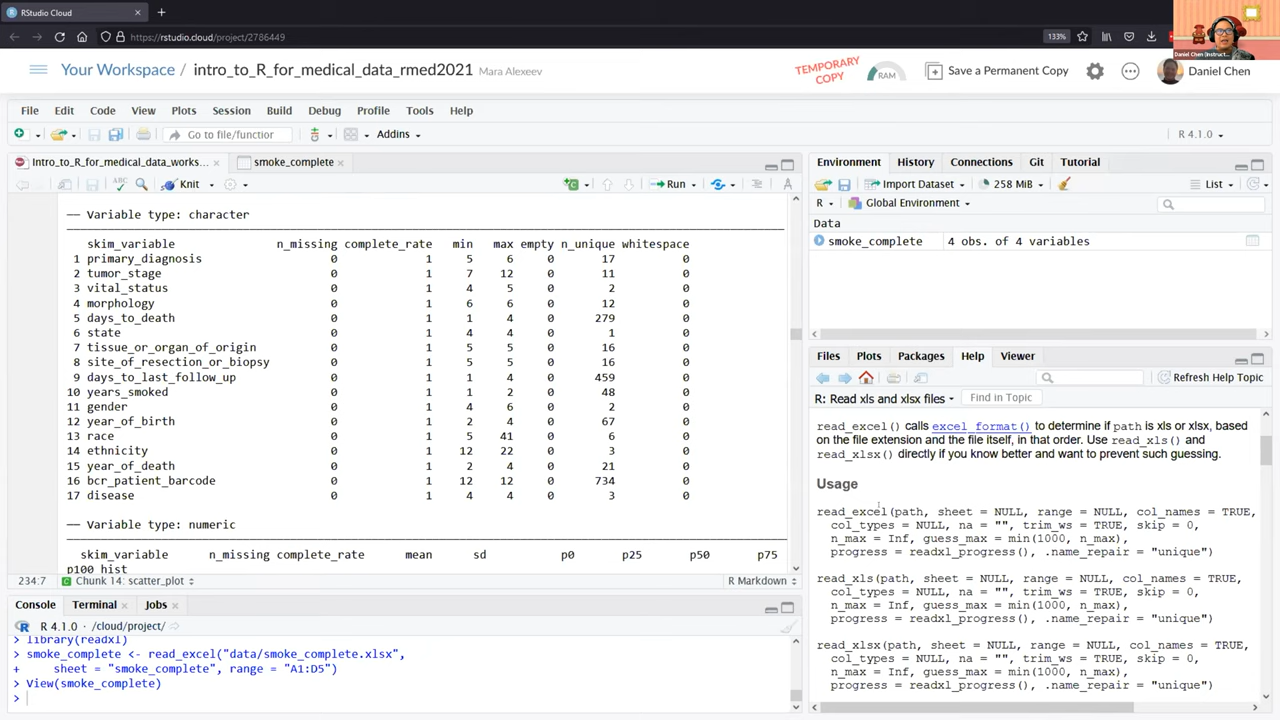 RStudio Cloud
https://rstudio.cloud/project/2786449
133%
Daniel Chen (Instruct...
Your Workspace / intro_to_R_for_medical_data_rmed2021 Mara Alexeev
TEMPORARY COPY
RAM
Save a Permanent Copy
Daniel Chen
File Edit Code View Plots Session Build Debug Profile Tools Help
Go to file/functior
Addins
R 4.1.0
Intro_to_R_for_medical_data_works...
smoke_complete
Knit
Run
— Variable type: character
skim_variable n_missing complete_rate min max empty n_unique whitespace
1 primary_diagnosis 0 1 5 6 0 17 0
2 tumor_stage 0 1 7 12 0 11 0
3 vital_status 0 1 4 5 0 2 0
4 morphology 0 1 6 6 0 12 0
5 days_to_death 0 1 1 4 0 279 0
6 state 0 1 4 4 0 1 0
7 tissue_or_organ_of_origin 0 1 5 5 0 16 0
8 site_of_resection_or_biopsy 0 1 5 5 0 16 0
9 days_to_last_follow_up 0 1 1 4 0 459 0
10 years_smoked 0 1 1 2 0 48 0
11 gender 0 1 4 6 0 2 0
12 year_of_birth 0 1 2 4 0 67 0
13 race 0 1 5 41 0 6 0
14 ethnicity 0 1 12 22 0 3 0
15 year_of_death 0 1 2 4 0 21 0
16 bcr_patient_barcode 0 1 12 12 0 734 0
17 disease 0 1 4 4 0 3 0
— Variable type: numeric
skim_variable n_missing complete_rate mean sd p0 p25 p50 p75
p100 hist
234:7 Chunk 14: scatter_plot R Markdown
Console Terminal Jobs
R 4.1.0 · /cloud/project/
> library(readxl)
> smoke_complete <- read_excel("data/smoke_complete.xlsx",
+ sheet = "smoke_complete", range = "A1:D5")
> View(smoke_complete)
>
Environment History Connections Git Tutorial
Import Dataset 258 MiB List
R Global Environment
Data
smoke_complete 4 obs. of 4 variables
Files Plots Packages Help Viewer
Refresh Help Topic
R: Read xls and xlsx files Find in Topic
read_excel() calls excel_format() to determine if path is xls or xlsx, based
on the file extension and the file itself, in that order. Use read_xls() and
read_xlsx() directly if you know better and want to prevent such guessing.
Usage
read_excel(path, sheet = NULL, range = NULL, col_names = TRUE,
col_types = NULL, na = "", trim_ws = TRUE, skip = 0,
n_max = Inf, guess_max = min(1000, n_max),
progress = readxl_progress(), .name_repair = "unique")
read_xls(path, sheet = NULL, range = NULL, col_names = TRUE,
col_types = NULL, na = "", trim_ws = TRUE, skip = 0,
n_max = Inf, guess_max = min(1000, n_max),
progress = readxl_progress(), .name_repair = "unique")
read_xlsx(path, sheet = NULL, range = NULL, col_names = TRUE,
col_types = NULL, na = "", trim_ws = TRUE, skip = 0,
n_max = Inf, guess_max = min(1000, n_max),
progress = readxl_progress(), .name_repair = "unique")